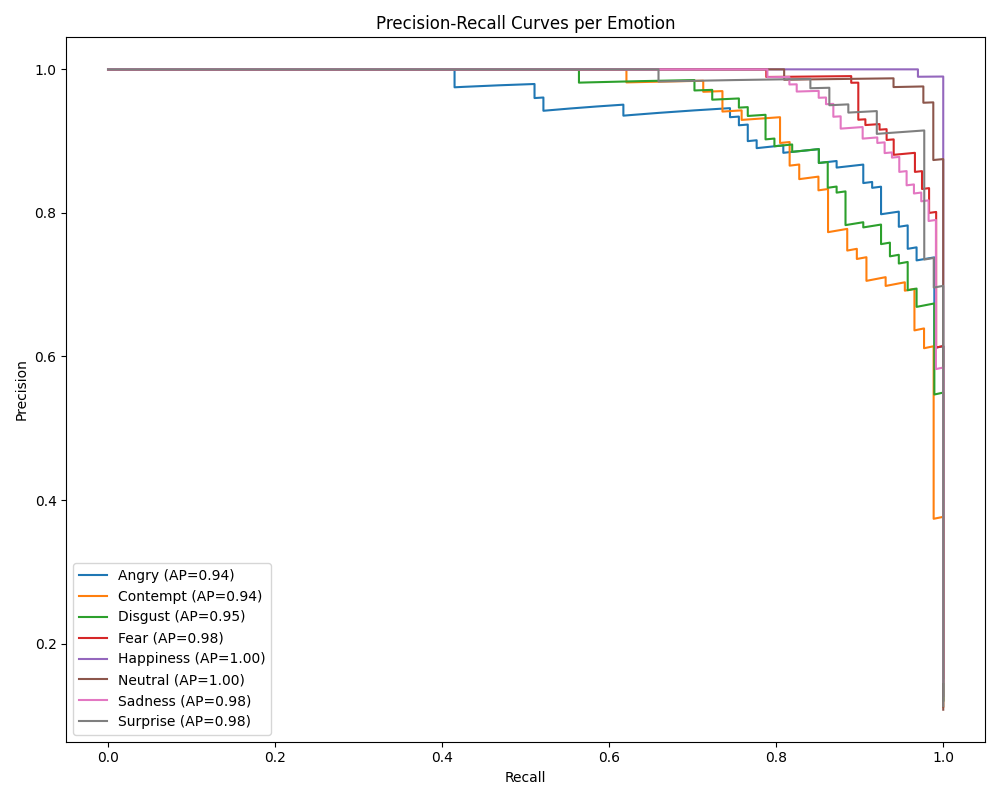 Precision-Recall Curves per Emotion
1.0
0.8
0.6
0.4
0.2
Precision
Angry (AP=0.94)
Contempt (AP=0.94)
Disgust (AP=0.95)
Fear (AP=0.98)
Happiness (AP=1.00)
Neutral (AP=1.00)
Sadness (AP=0.98)
Surprise (AP=0.98)
0.0 0.2 0.4 0.6 0.8 1.0
Recall